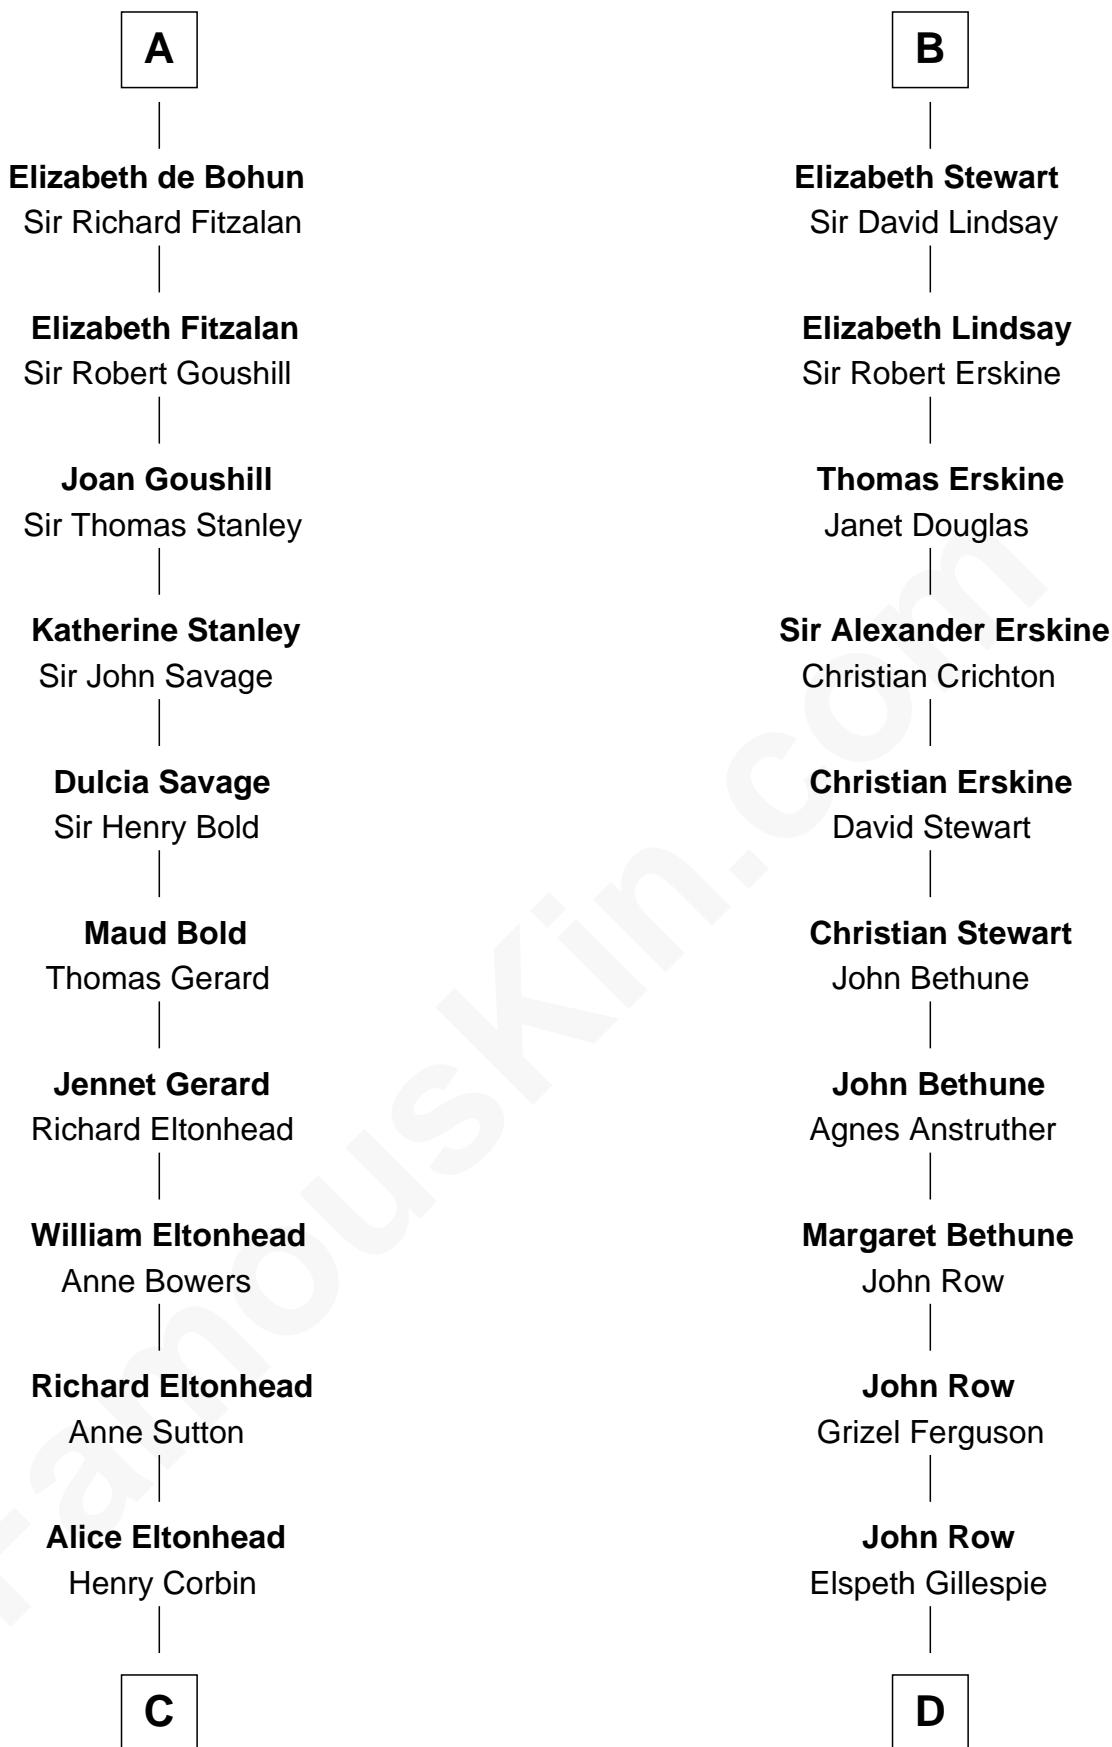 A
Elizabeth de Bohun
Sir Richard Fitzalan
Elizabeth Fitzalan
Sir Robert Goushill
Joan Goushill
Sir Thomas Stanley
Katherine Stanley
Sir John Savage
Dulcia Savage
Sir Henry Bold
Maud Bold
Thomas Gerard
Jennet Gerard
Richard Eltonhead
William Eltonhead
Anne Bowers
Richard Eltonhead
Anne Sutton
Alice Eltonhead
Henry Corbin
C
B
Elizabeth Stewart
Sir David Lindsay
Elizabeth Lindsay
Sir Robert Erskine
Thomas Erskine
Janet Douglas
Sir Alexander Erskine
Christian Crichton
Christian Erskine
David Stewart
Christian Stewart
John Bethune
John Bethune
Agnes Anstruther
Margaret Bethune
John Row
John Row
Grizel Ferguson
John Row
Elspeth Gillespie
D
FamousKin.com